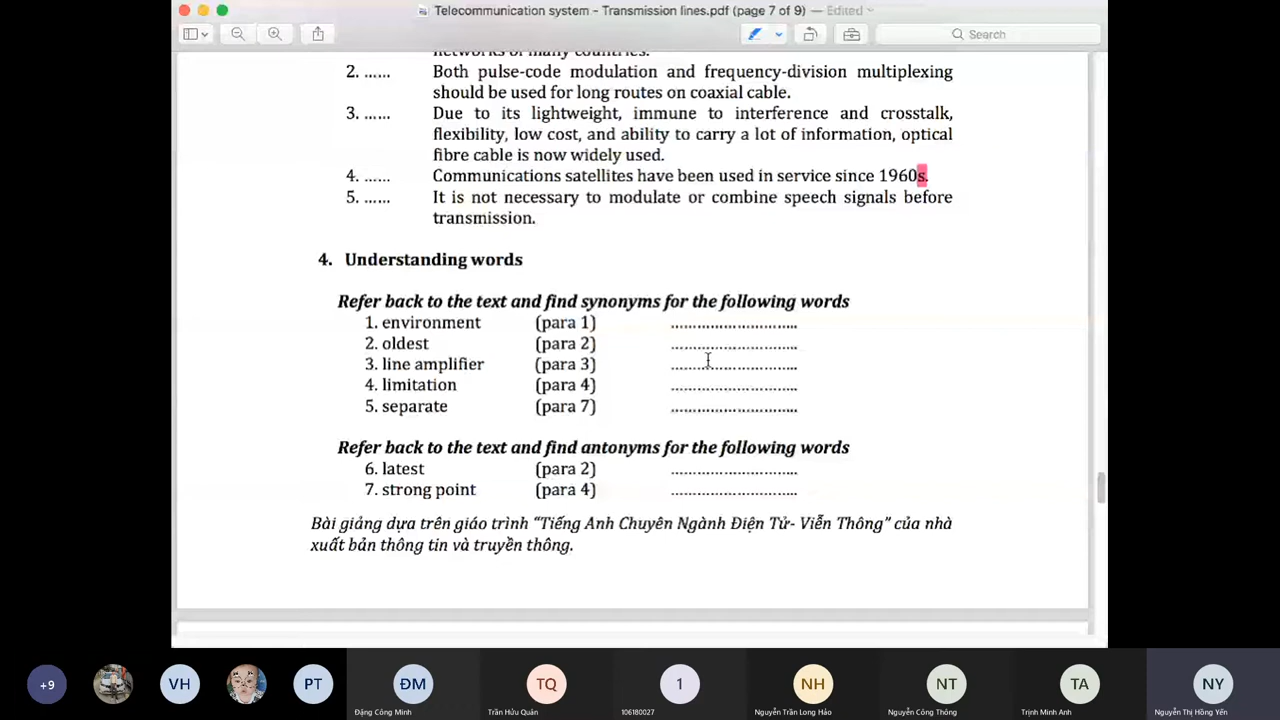 Telecommunication system - Transmission lines.pdf (page 7 of 9) — Edited
Search
networks of many countries.
2. ...... Both pulse-code modulation and frequency-division multiplexing
should be used for long routes on coaxial cable.
3. ...... Due to its lightweight, immune to interference and crosstalk,
flexibility, low cost, and ability to carry a lot of information, optical
fibre cable is now widely used.
4. ...... Communications satellites have been used in service since 1960s.
5. ...... It is not necessary to modulate or combine speech signals before
transmission.
4. Understanding words
Refer back to the text and find synonyms for the following words
1. environment (para 1) ............................
2. oldest (para 2) ............................
3. line amplifier (para 3) ............................
4. limitation (para 4) ............................
5. separate (para 7) ............................
Refer back to the text and find antonyms for the following words
6. latest (para 2) ............................
7. strong point (para 4) ............................
Bài giảng dựa trên giáo trình “Tiếng Anh Chuyên Ngành Điện Tử- Viễn Thông” của nhà
xuất bản thông tin và truyền thông.
+9 VH PT ĐM TQ 1 NH NT TA NY
Đặng Công Minh Trần Hứu Quân 106180027 Nguyễn Trần Long Hảo Nguyễn Công Thông Trịnh Minh Anh Nguyễn Thị Hồng Yến